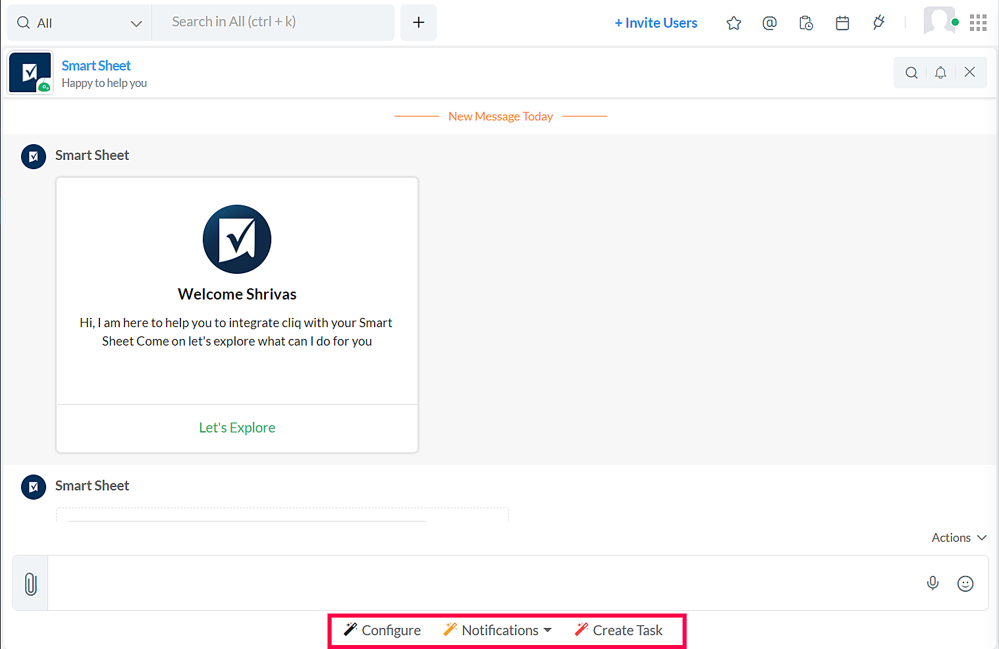 All
Search in All (ctrl + k)
+
+ Invite Users
Smart Sheet
Happy to help you
New Message Today
Smart Sheet
Welcome Shrivas
Hi, I am here to help you to integrate cliq with your Smart
Sheet Come on let's explore what can I do for you
Let's Explore
Smart Sheet
Actions
Configure
Notifications
Create Task